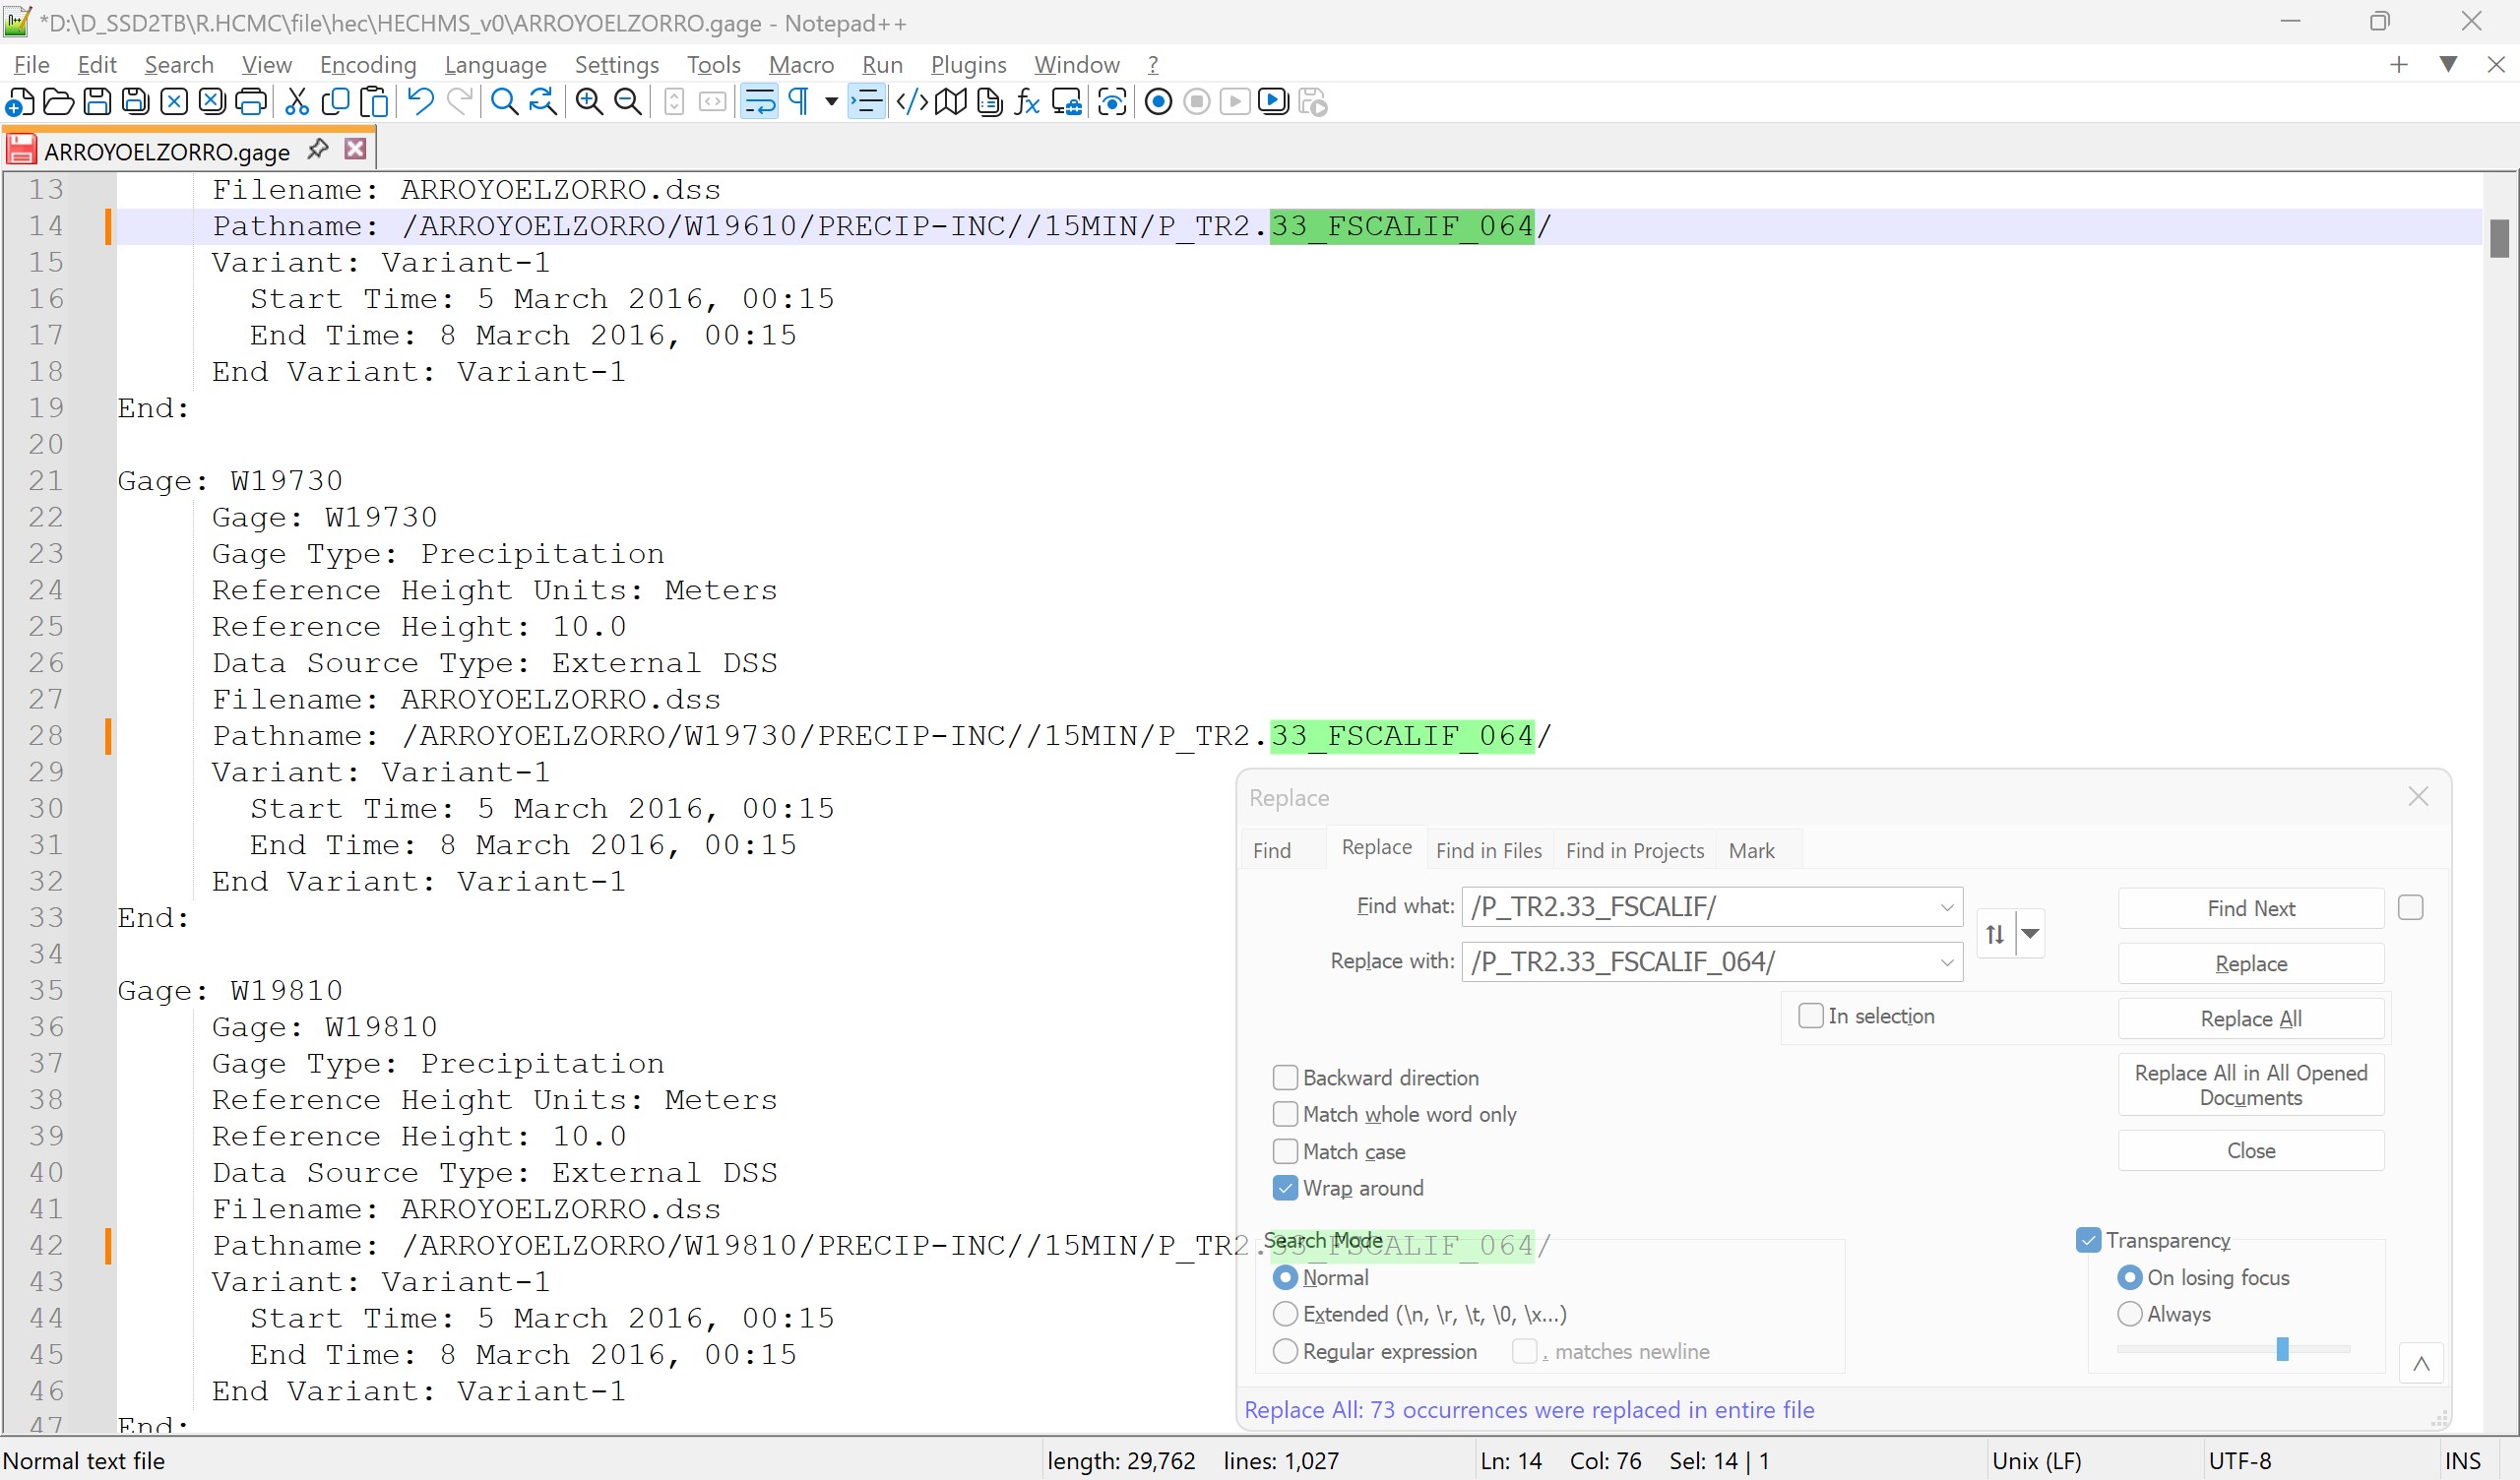 *D:\D_SSD2TB\R.HCMC\file\hec\HECHMS_v0\ARROYOELZORRO.gage - Notepad++
File Edit Search View Encoding Language Settings Tools Macro Run Plugins Window ?
ARROYOELZORRO.gage
13 Filename: ARROYOELZORRO.dss
14 Pathname: /ARROYOELZORRO/W19610/PRECIP-INC//15MIN/P_TR2.33_FSCALIF_064/
15 Variant: Variant-1
16 Start Time: 5 March 2016, 00:15
17 End Time: 8 March 2016, 00:15
18 End Variant: Variant-1
19 End:
20
21 Gage: W19730
22 Gage: W19730
23 Gage Type: Precipitation
24 Reference Height Units: Meters
25 Reference Height: 10.0
26 Data Source Type: External DSS
27 Filename: ARROYOELZORRO.dss
28 Pathname: /ARROYOELZORRO/W19730/PRECIP-INC//15MIN/P_TR2.33_FSCALIF_064/
29 Variant: Variant-1
30 Start Time: 5 March 2016, 00:15
31 End Time: 8 March 2016, 00:15
32 End Variant: Variant-1
33 End:
34
35 Gage: W19810
36 Gage: W19810
37 Gage Type: Precipitation
38 Reference Height Units: Meters
39 Reference Height: 10.0
40 Data Source Type: External DSS
41 Filename: ARROYOELZORRO.dss
42 Pathname: /ARROYOELZORRO/W19810/PRECIP-INC//15MIN/P_TR2.33_FSCALIF_064/
43 Variant: Variant-1
44 Start Time: 5 March 2016, 00:15
45 End Time: 8 March 2016, 00:15
46 End Variant: Variant-1
47 End:
Replace
Find Replace Find in Files Find in Projects Mark
Find what: /P_TR2.33_FSCALIF/ Find Next
Replace with: /P_TR2.33_FSCALIF_064/ Replace
In selection Replace All
Replace All in All Opened
Documents
Close
Backward direction
Match whole word only
Match case
Wrap around
Search Mode Transparency
Normal On losing focus
Extended (\n, \r, \t, \0, \x...) Always
Regular expression . matches newline
Replace All: 73 occurrences were replaced in entire file
Normal text file length: 29,762 lines: 1,027 Ln: 14 Col: 76 Sel: 14 | 1 Unix (LF) UTF-8 INS